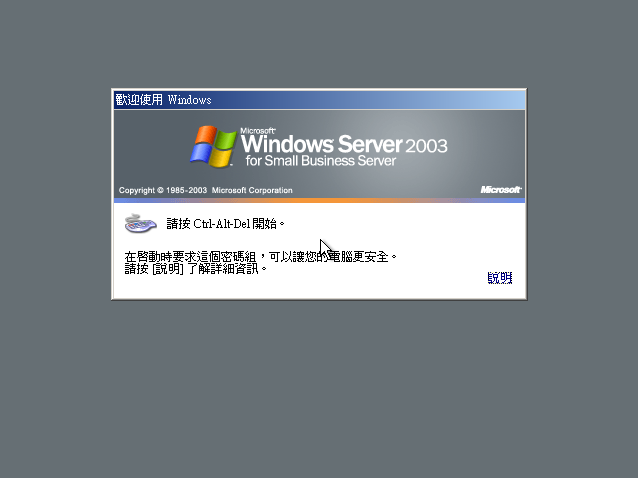 歡迎使用 Windows
Microsoft®
Windows Server 2003
for Small Business Server
Copyright © 1985-2003 Microsoft Corporation
Microsoft®
請按 Ctrl-Alt-Del 開始。
在啓動時要求這個密碼組，可以讓您的電腦更安全。
請按 [說明] 了解詳細資訊。
說明